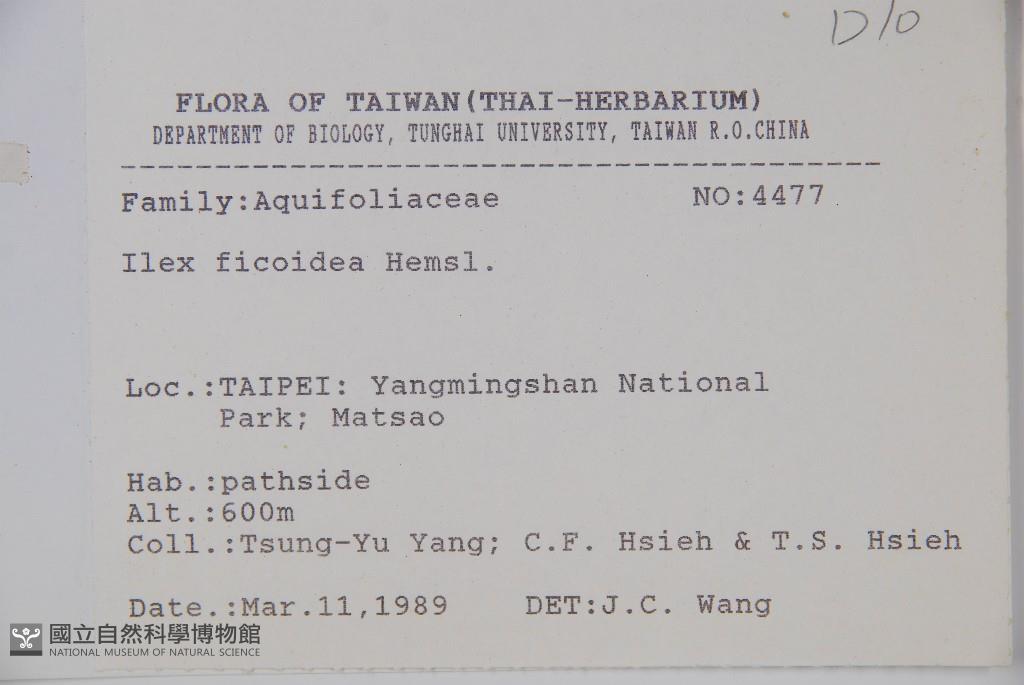 D10
FLORA OF TAIWAN(THAI-HERBARIUM)
DEPARTMENT OF BIOLOGY, TUNGHAI UNIVERSITY, TAIWAN R.O.CHINA
Family:Aquifoliaceae NO:4477
Ilex ficoidea Hemsl.
Loc.:TAIPEI: Yangmingshan National
Park; Matsao
Hab.:pathside
Alt.:600m
Coll.:Tsung-Yu Yang; C.F. Hsieh & T.S. Hsieh
Date.:Mar.11,1989 DET:J.C. Wang
國立自然科學博物館
NATIONAL MUSEUM OF NATURAL SCIENCE